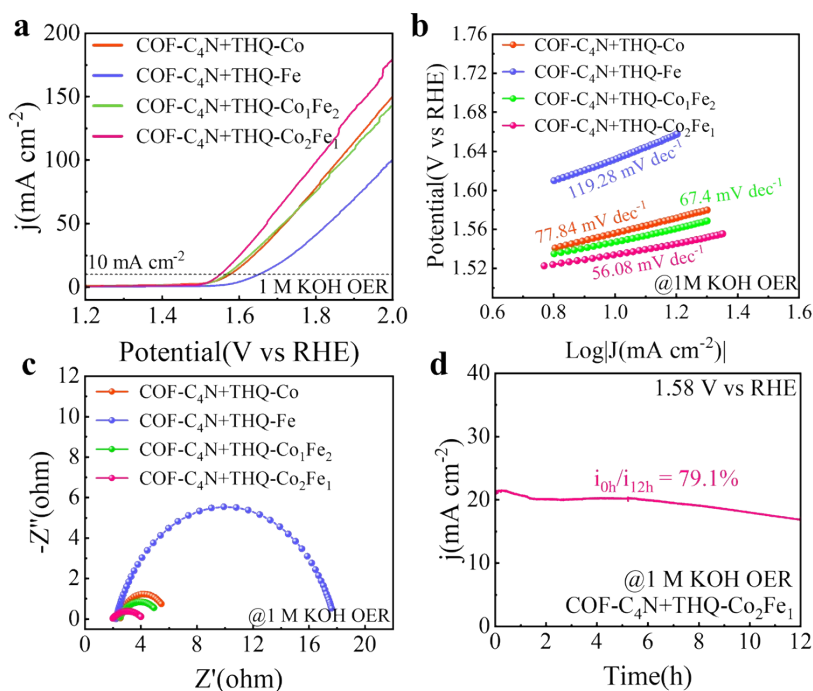 a
200
150
100
50
0
j(mA cm⁻²)
COF-C₄N+THQ-Co
COF-C₄N+THQ-Fe
COF-C₄N+THQ-Co₁Fe₂
COF-C₄N+THQ-Co₂Fe₁
10 mA cm⁻²
1 M KOH OER
1.2 1.4 1.6 1.8 2.0
Potential(V vs RHE)
b
1.76
1.72
1.68
1.64
1.60
1.56
1.52
Potential(V vs RHE)
COF-C₄N+THQ-Co
COF-C₄N+THQ-Fe
COF-C₄N+THQ-Co₁Fe₂
COF-C₄N+THQ-Co₂Fe₁
119.28 mV dec⁻¹
67.4 mV dec⁻¹
77.84 mV dec⁻¹
56.08 mV dec⁻¹
@1M KOH OER
0.6 0.8 1.0 1.2 1.4 1.6
Log|J(mA cm⁻²)|
c
12
10
8
6
4
2
0
-Z"(ohm)
COF-C₄N+THQ-Co
COF-C₄N+THQ-Fe
COF-C₄N+THQ-Co₁Fe₂
COF-C₄N+THQ-Co₂Fe₁
@1 M KOH OER
0 2 4 6 8 10 12 14 16 18 20 22
Z'(ohm)
d
40
30
20
10
0
j(mA cm⁻²)
1.58 V vs RHE
i₀ₕ/i₁₂ₕ = 79.1%
@1 M KOH OER
COF-C₄N+THQ-Co₂Fe₁
0 2 4 6 8 10 12
Time(h)